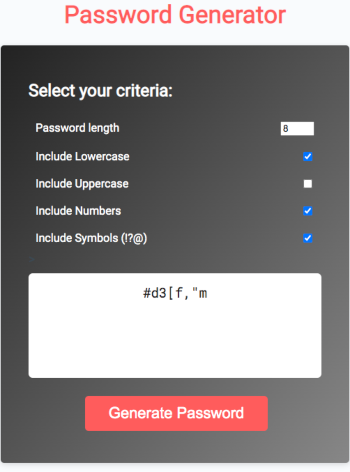 Password Generator
Select your criteria:
Password length 8
Include Lowercase
Include Uppercase
Include Numbers
Include Symbols (!?@)
#d3[f,"m
Generate Password